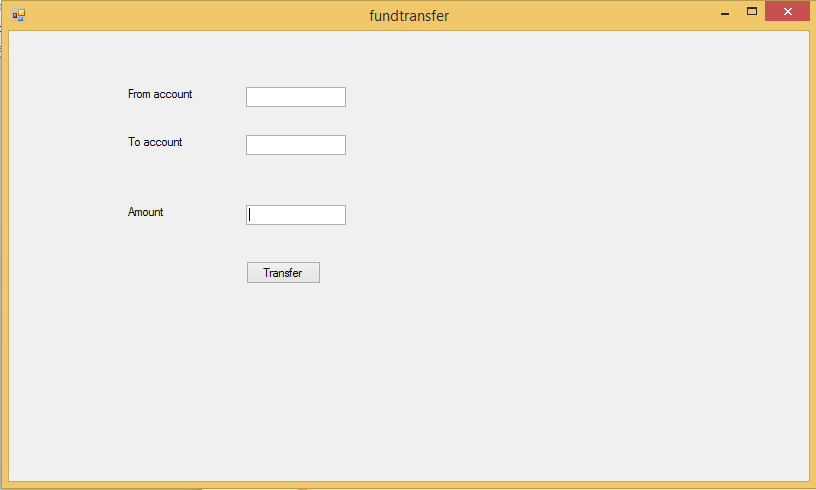 fundtransfer
From account
To account
Amount
Transfer